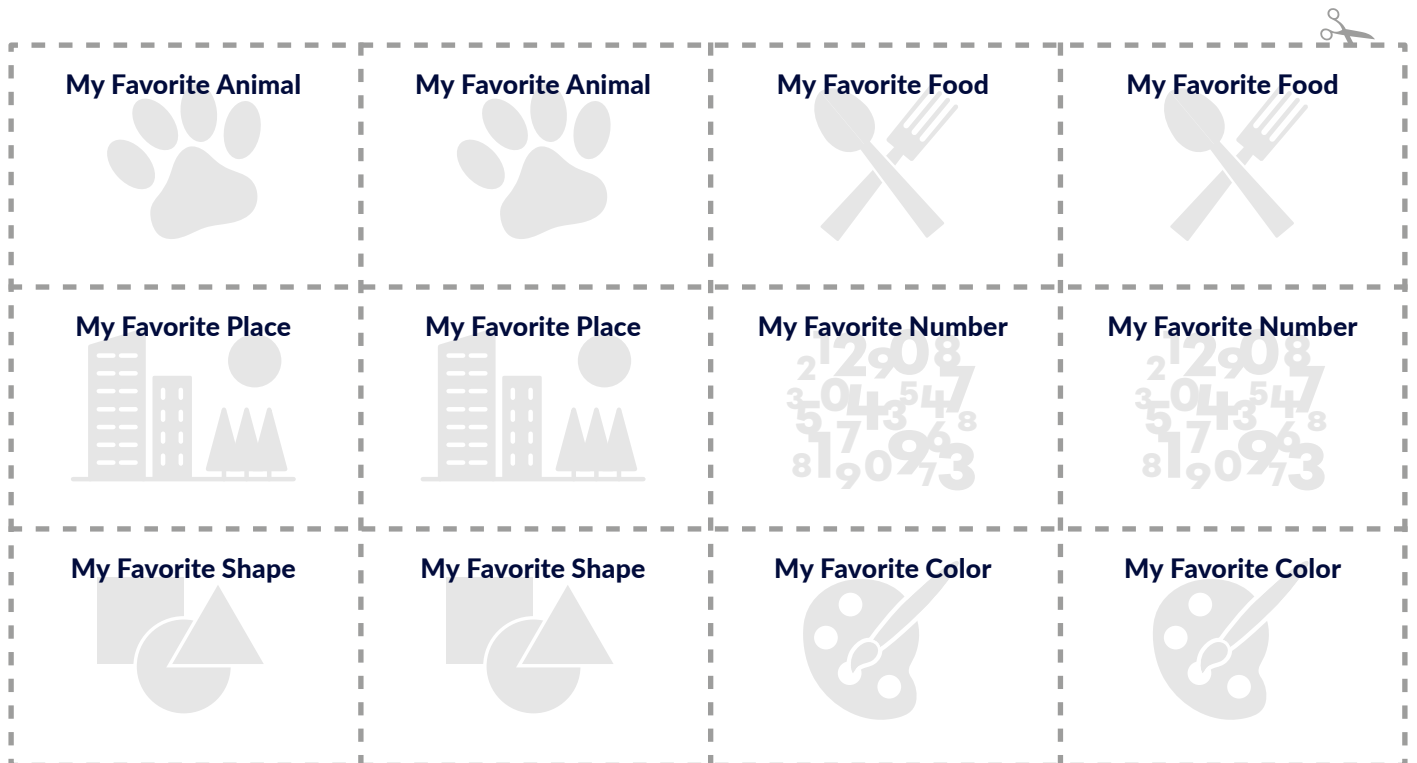 My Favorite Animal My Favorite Animal My Favorite Food My Favorite Food
My Favorite Place My Favorite Place My Favorite Number My Favorite Number
My Favorite Shape My Favorite Shape My Favorite Color My Favorite Color